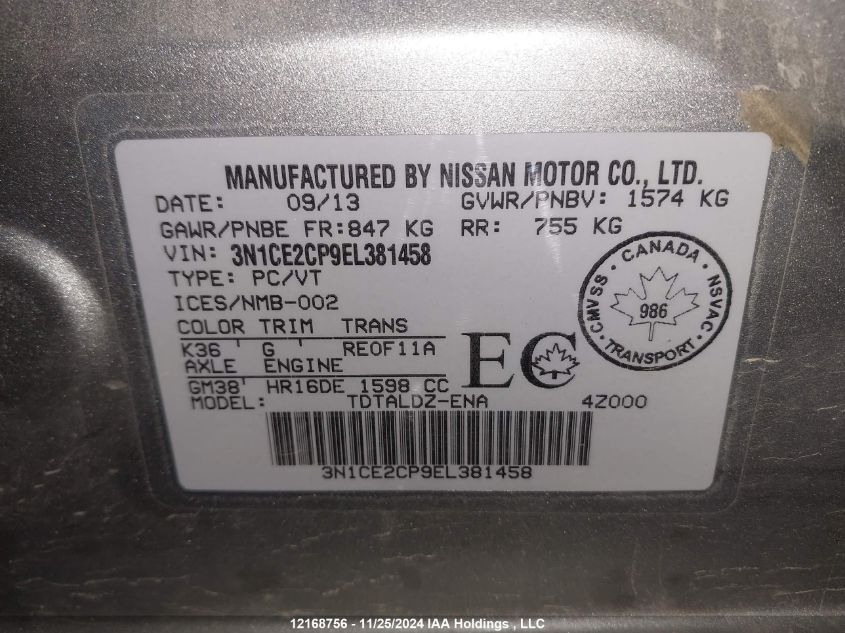 MANUFACTURED BY NISSAN MOTOR CO., LTD.
DATE: 09/13 GVWR/PNBV: 1574 KG
GAWR/PNBE FR:847 KG RR: 755 KG
VIN: 3N1CE2CP9EL381458
TYPE: PC/VT
ICES/NMB-002
COLOR TRIM TRANS
K36 ' G ' RE0F11A
AXLE ENGINE
GM38' HR16DE 1598 CC
MODEL: TDTALDZ-ENA 4Z000
EC
CANADA
CMVSS · NSVAC
986
TRANSPORT
3N1CE2CP9EL381458
12168756 - 11/25/2024 IAA Holdings , LLC